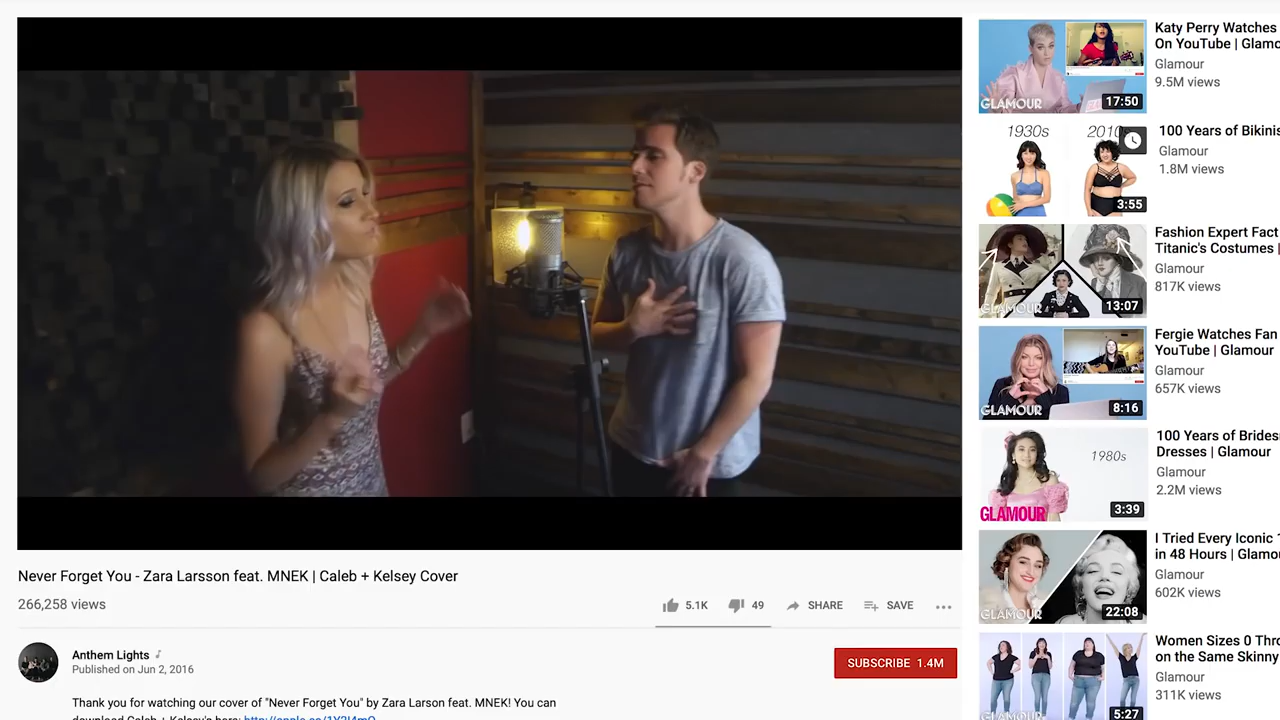 Never Forget You - Zara Larsson feat. MNEK | Caleb + Kelsey Cover
266,258 views
5.1K
49
SHARE
SAVE
Anthem Lights
Published on Jun 2, 2016
SUBSCRIBE 1.4M
Thank you for watching our cover of "Never Forget You" by Zara Larson feat. MNEK! You can
GLAMOUR
17:50
Katy Perry Watches
On YouTube | Glamo
Glamour
9.5M views
1930s
2010
3:55
100 Years of Bikinis
Glamour
1.8M views
GLAMOUR
13:07
Fashion Expert Fact
Titanic's Costumes |
Glamour
817K views
GLAMOUR
8:16
Fergie Watches Fan
YouTube | Glamour
Glamour
657K views
1980s
GLAMOUR
3:39
100 Years of Brides
Dresses | Glamour
Glamour
2.2M views
GLAMOUR
22:08
I Tried Every Iconic
in 48 Hours | Glamou
Glamour
602K views
5:27
Women Sizes 0 Thro
on the Same Skinny
Glamour
311K views